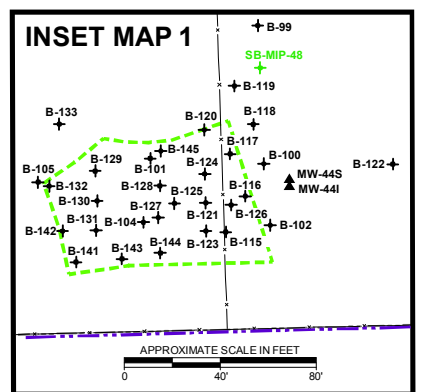 INSET MAP 1
B-99
SB-MIP-48
B-119
B-133
B-120
B-118
B-117
B-145
B-101
B-124
B-100
B-122
B-129
B-105
B-132
B-128
MW-44S
MW-44I
B-130
B-125
B-116
B-127
B-126
B-131
B-104
B-121
B-102
B-142
B-123
B-115
B-141
B-143
B-144
APPROXIMATE SCALE IN FEET
0 40' 80'